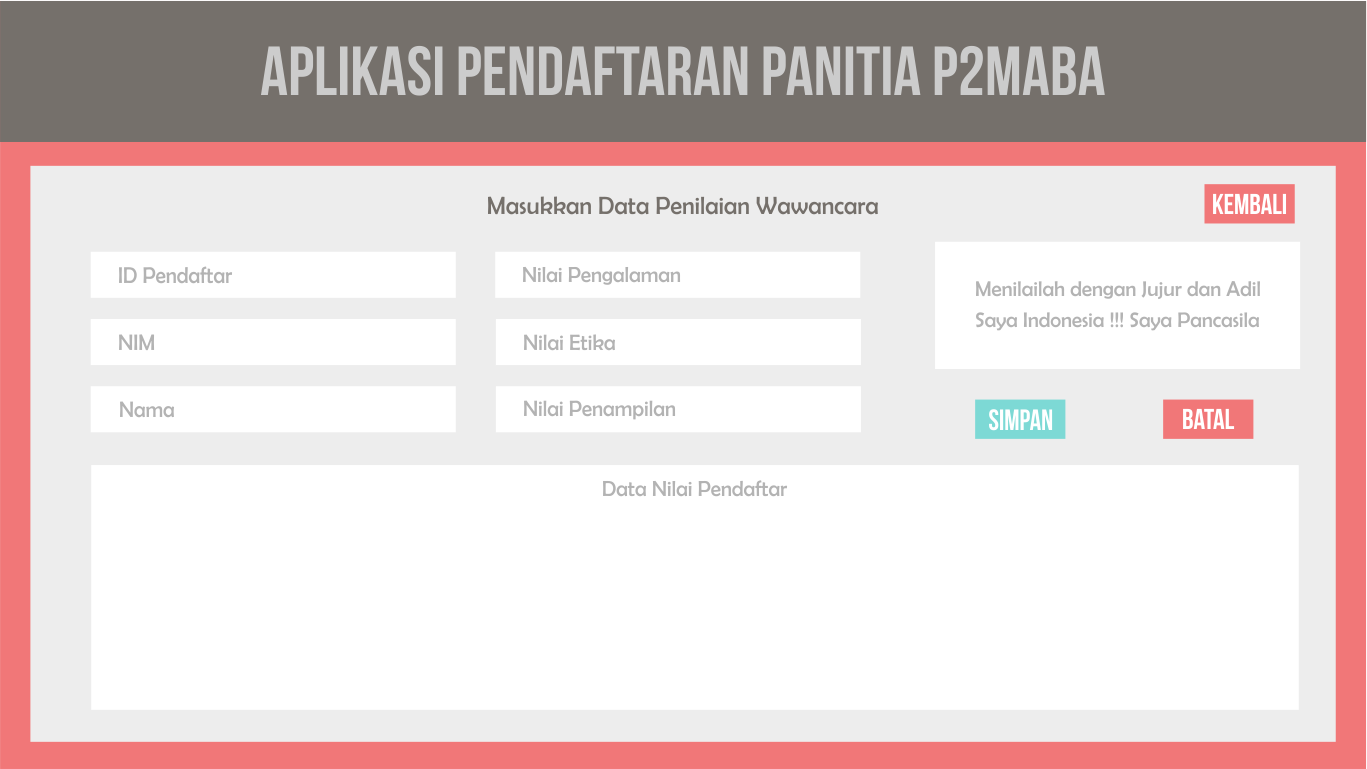 APLIKASI PENDAFTARAN PANITIA P2MABA
Masukkan Data Penilaian Wawancara
KEMBALI
ID Pendaftar
Nilai Pengalaman
Menilailah dengan Jujur dan Adil
Saya Indonesia !!! Saya Pancasila
NIM
Nilai Etika
Nama
Nilai Penampilan
SIMPAN
BATAL
Data Nilai Pendaftar